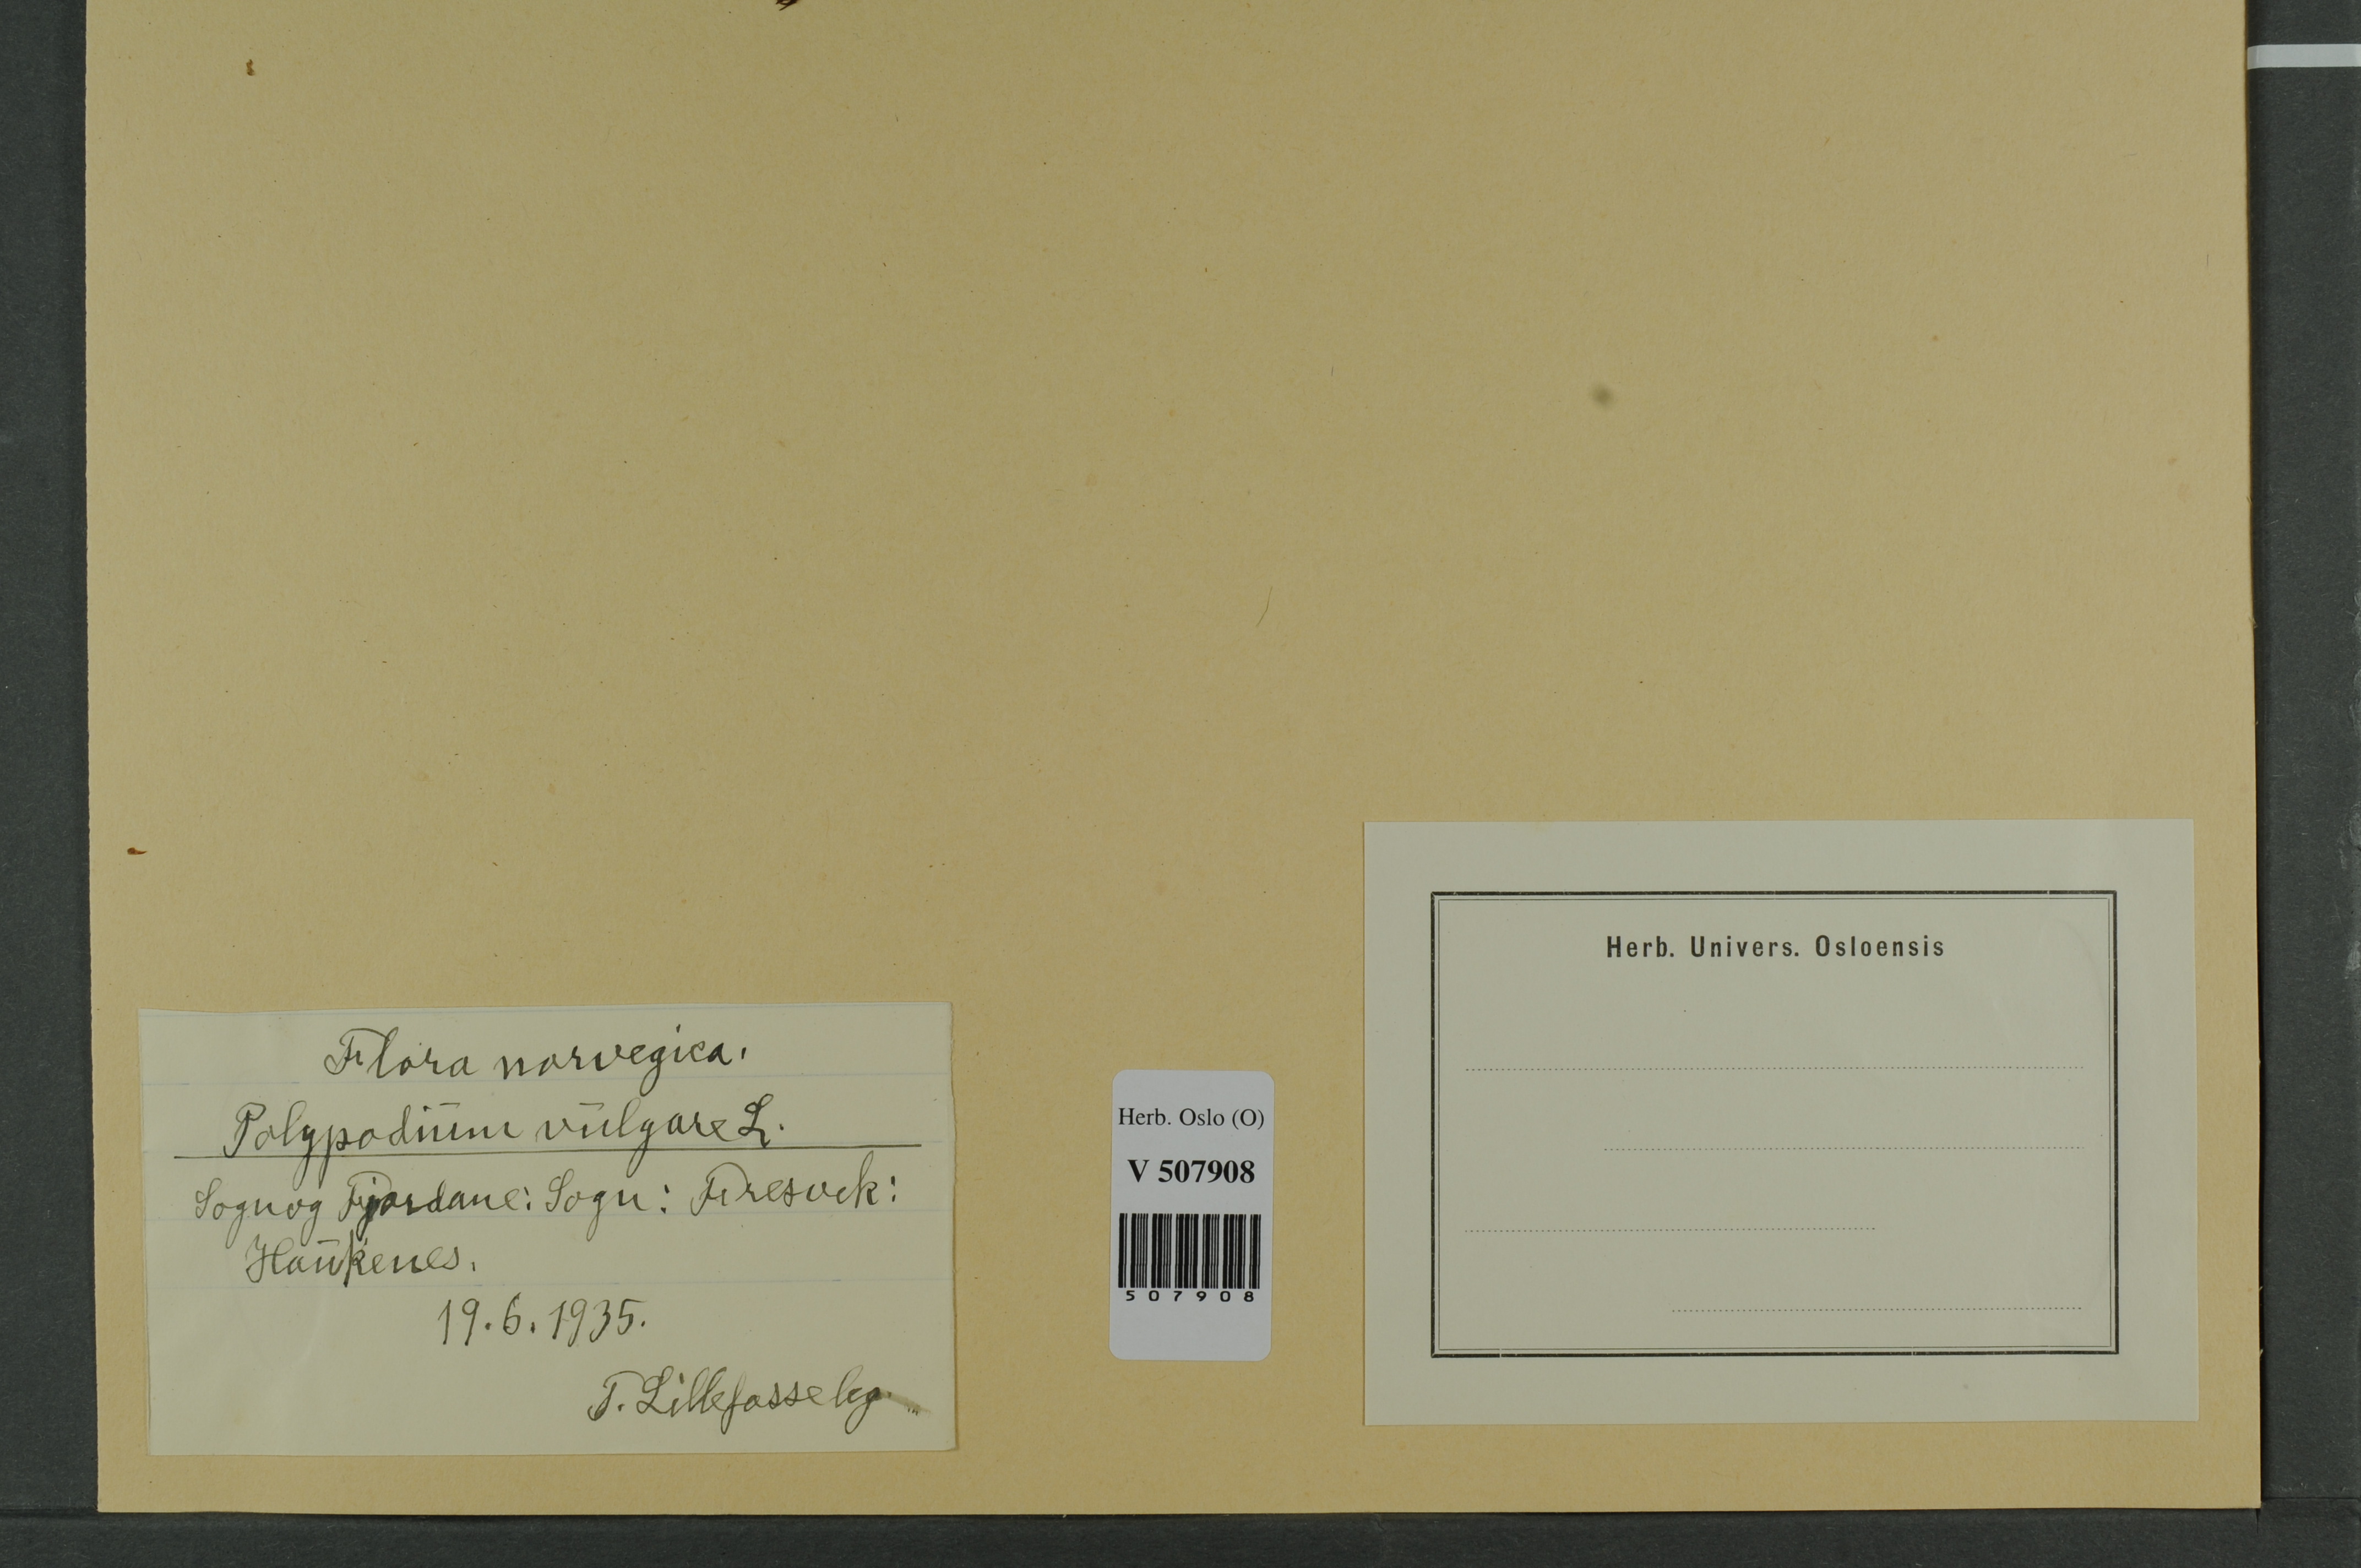 Flora norvegica.
Polypodium vulgare L.
Sogn og Fjordane: Sogn: Fresvik:
Haukenes.
19.6.1935.
T. Lillefosse leg.
Herb. Oslo (O)
V 507908
507908
Herb. Univers. Osloensis